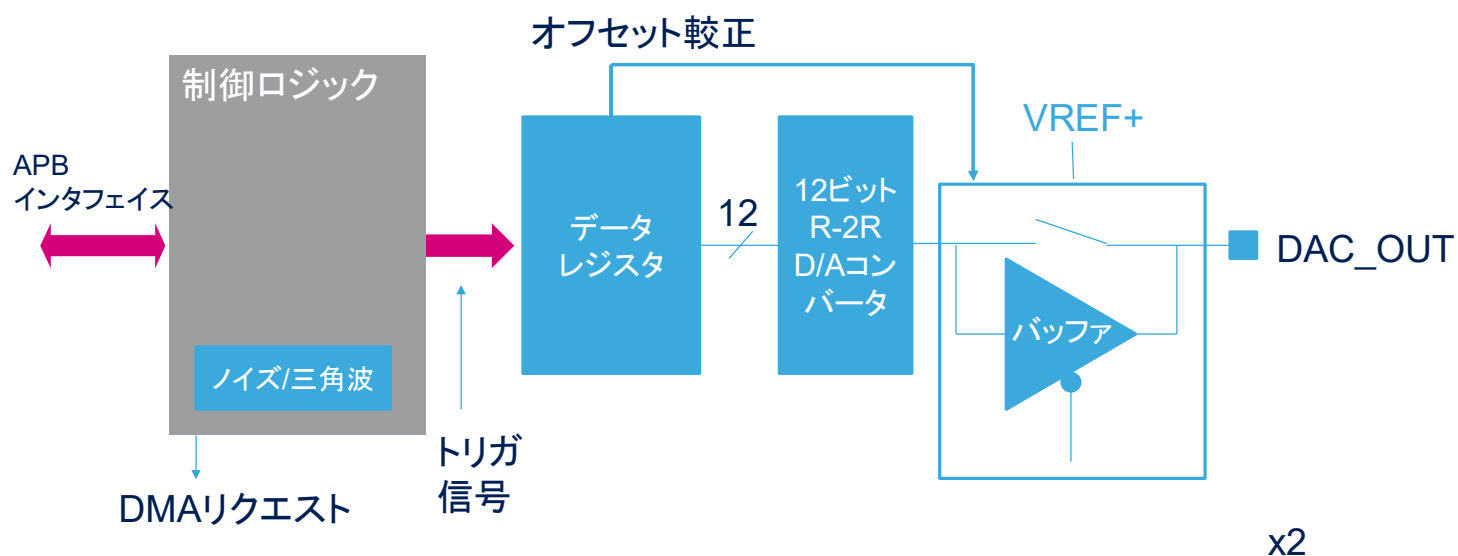 オフセット較正
制御ロジック
VREF+
APB
インタフェイス
データ
レジスタ
12
12ビット
R-2R
D/Aコン
バータ
DAC_OUT
バッファ
ノイズ/三角波
トリガ
信号
DMAリクエスト
x2